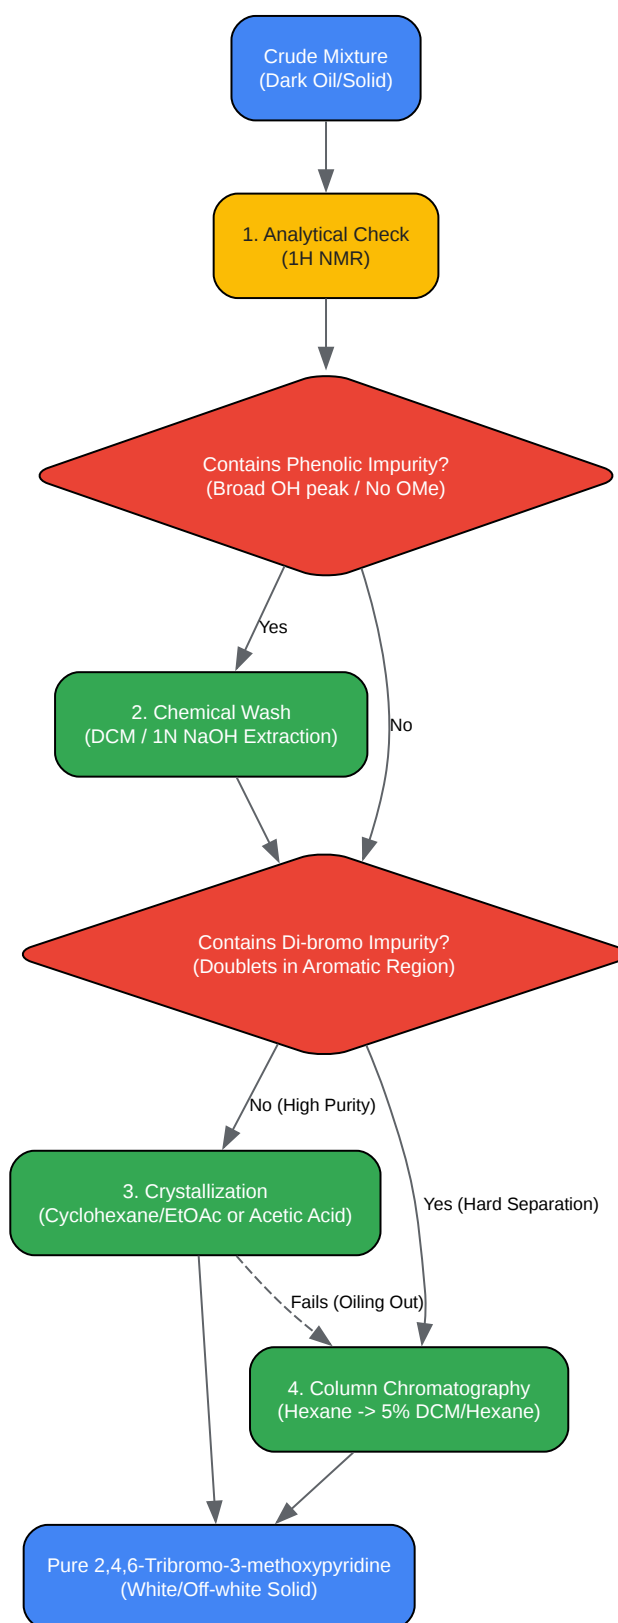 Crude Mixture
(Dark Oil/Solid)
1. Analytical Check
(1H NMR)
Contains Phenolic Impurity?
(Broad OH peak / No OMe)
Yes
2. Chemical Wash
(DCM / 1N NaOH Extraction)
No
Contains Di-bromo Impurity?
(Doublets in Aromatic Region)
No (High Purity)
3. Crystallization
(Cyclohexane/EtOAc or Acetic Acid)
Yes (Hard Separation)
Fails (Oiling Out)
4. Column Chromatography
(Hexane -> 5% DCM/Hexane)
Pure 2,4,6-Tribromo-3-methoxypyridine
(White/Off-white Solid)